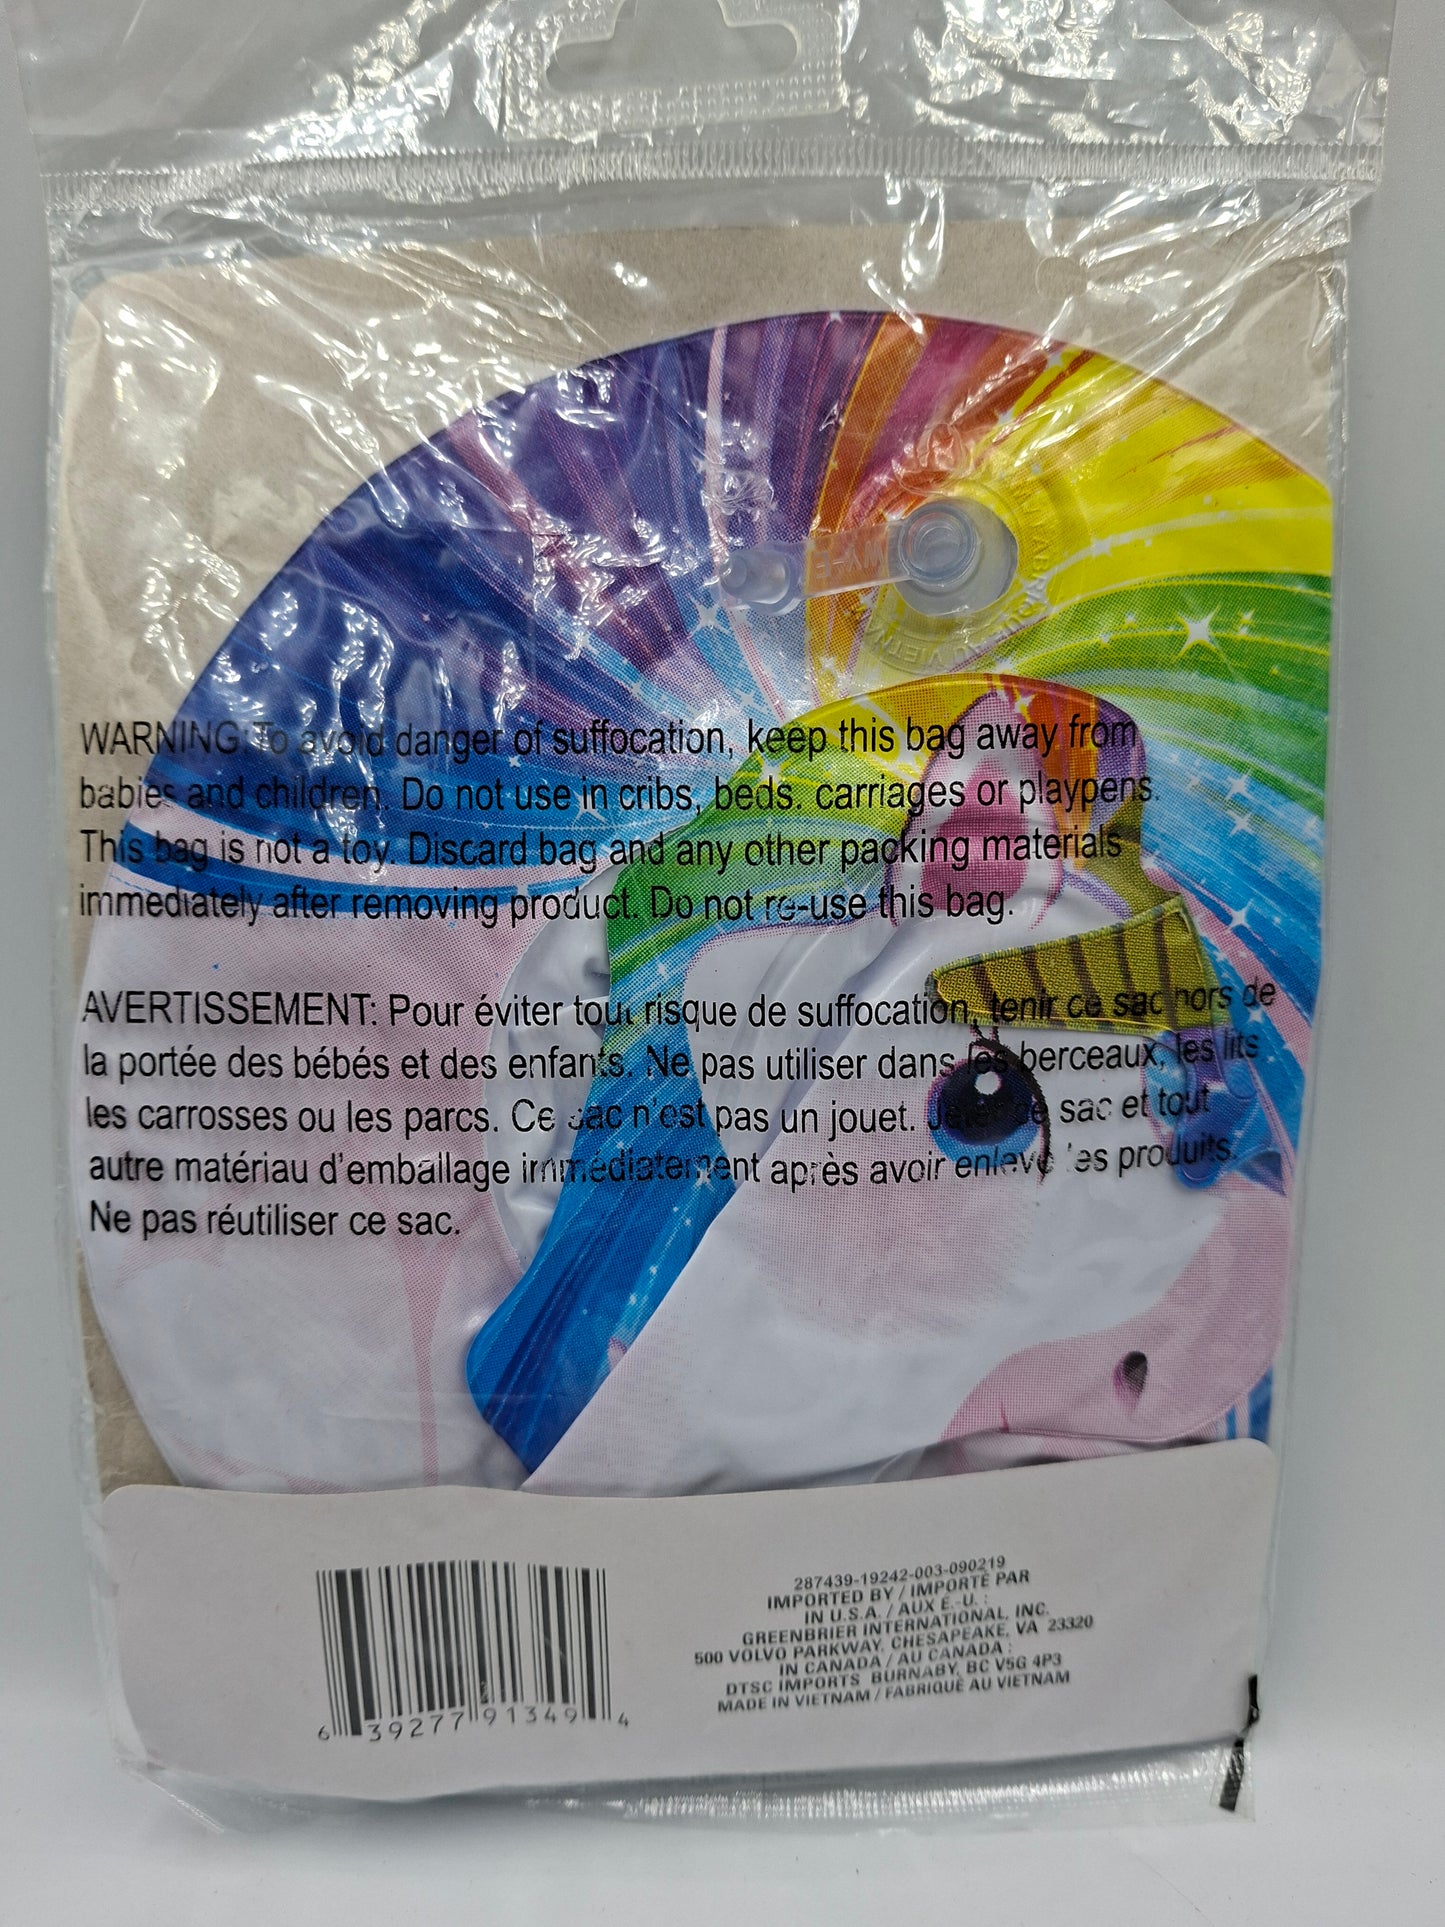 WARNING: To avoid danger of suffocation, keep this bag away from
babies and children. Do not use in cribs, beds. carriages or playpens.
This bag is not a toy. Discard bag and any other packing materials
immediately after removing product. Do not re-use this bag.
AVERTISSEMENT: Pour éviter tout risque de suffocation, tenir ce sac hors de
la portée des bébés et des enfants. Ne pas utiliser dans les berceaux, les lits
les carrosses ou les parcs. Ce sac n'est pas un jouet. Jeter ce sac et tout
autre matériau d'emballage immédiatement après avoir enlevé les produits.
Ne pas réutiliser ce sac.
6 39277 91349 4
287439-19242-003-090219
IMPORTED BY / IMPORTÉ PAR
IN U.S.A. / AUX É.-U. :
GREENBRIER INTERNATIONAL, INC.
500 VOLVO PARKWAY, CHESAPEAKE, VA 23320
IN CANADA / AU CANADA :
DTSC IMPORTS BURNABY, BC V5G 4P3
MADE IN VIETNAM / FABRIQUÉ AU VIETNAM